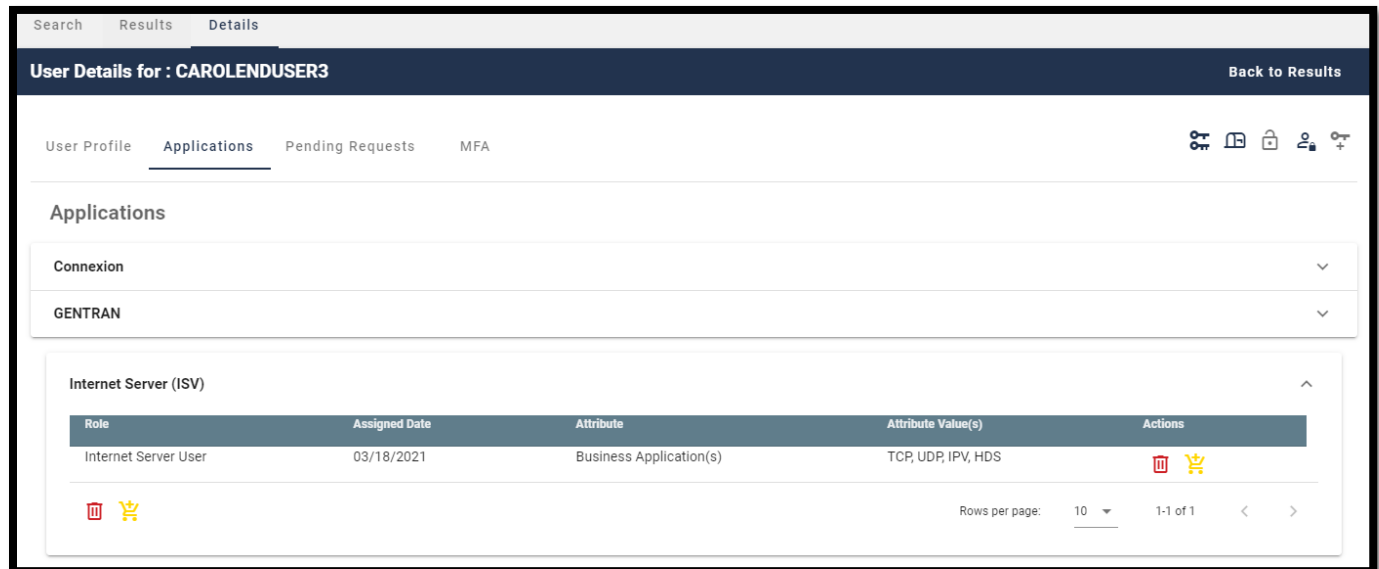 Search Results Details
User Details for : CAROLENDUSER3 Back to Results
User Profile Applications Pending Requests MFA
Applications
Connexion
GENTRAN
Internet Server (ISV)
Role Assigned Date Attribute Attribute Value(s) Actions
Internet Server User 03/18/2021 Business Application(s) TCP, UDP, IPV, HDS
Rows per page: 10 1-1 of 1